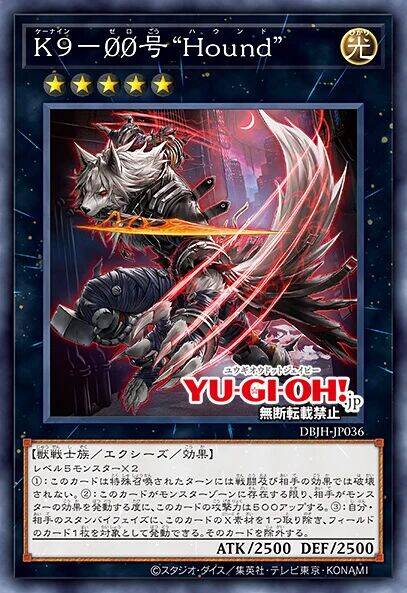 ケーナイン ゼロ ごう ハウンド
K9－ØØ号“Hound”
ひかり
光
ユウギオウドットジェイピー
YU-GI-OH!.jp
無断転載禁止
DBJH-JP036
【獣戦士族／エクシーズ／効果】
レベル５モンスター×２
①：このカードは特殊召喚されたターンには戦闘及び相手の効果では破壊
されない。②：このカードがモンスターゾーンに存在する限り、相手がモンス
ターの効果を発動する度に、このカードの攻撃力は５００アップする。③：自分・
相手のスタンバイフェイズに、このカードのX素材を１つ取り除き、フィールド
のカード１枚を対象として発動できる。そのカードを除外する。
ATK/2500 DEF/2500
©スタジオ・ダイス／集英社・テレビ東京・KONAMI